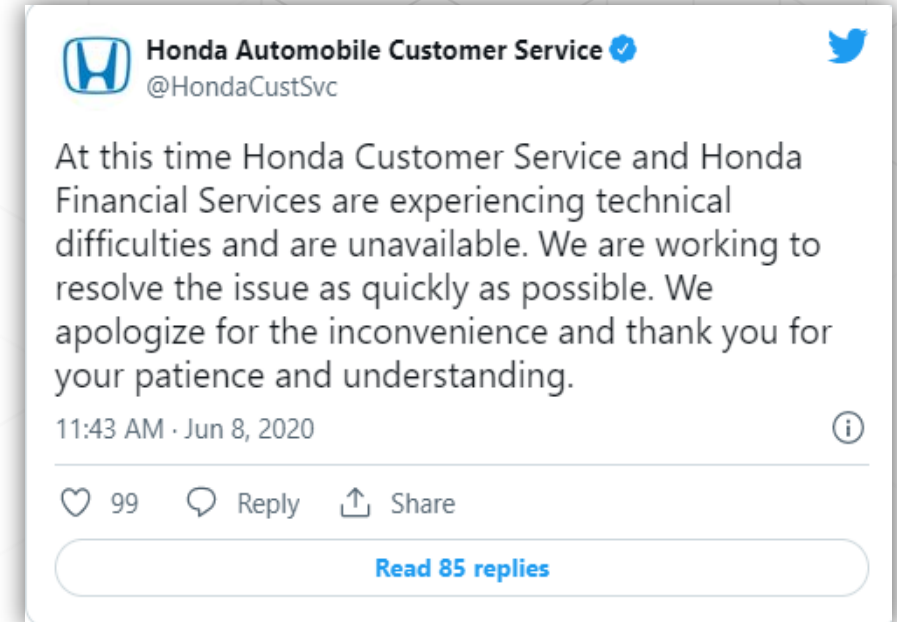 Honda Automobile Customer Service
@HondaCustSvc
At this time Honda Customer Service and Honda
Financial Services are experiencing technical
difficulties and are unavailable. We are working to
resolve the issue as quickly as possible. We
apologize for the inconvenience and thank you for
your patience and understanding.
11:43 AM · Jun 8, 2020
99 Reply Share
Read 85 replies